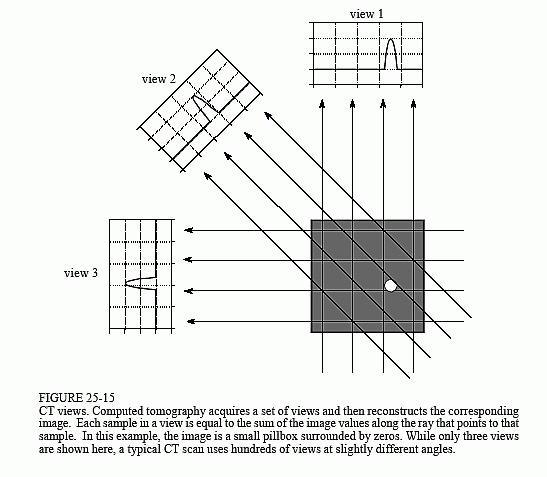 view 1
view 2
view 3
FIGURE 25-15
CT views. Computed tomography acquires a set of views and then reconstructs the corresponding
image. Each sample in a view is equal to the sum of the image values along the ray that points to that
sample. In this example, the image is a small pillbox surrounded by zeros. While only three views
are shown here, a typical CT scan uses hundreds of views at slightly different angles.